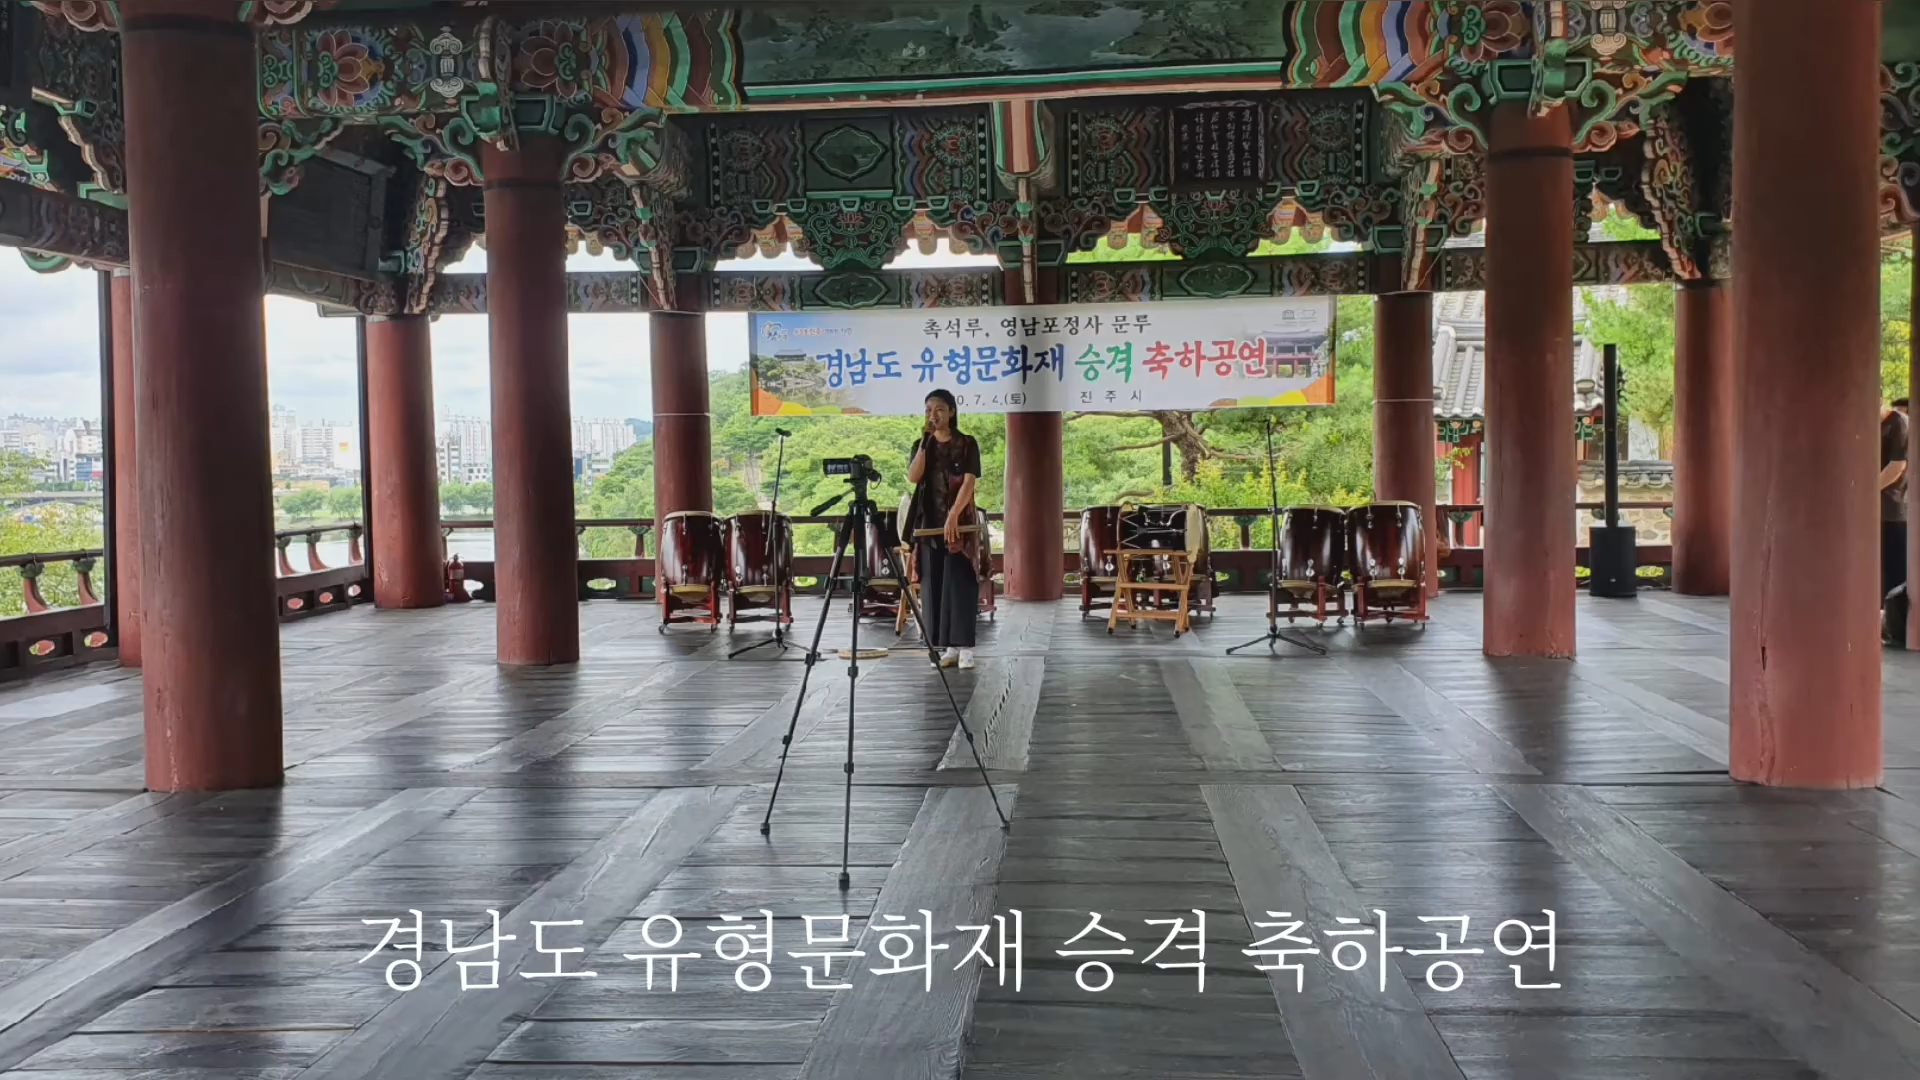 촉석루, 영남포정사 문루
경남도 유형문화재 승격 축하공연
0. 7. 4.(토) 진 주 시
경남도 유형문화재 승격 축하공연